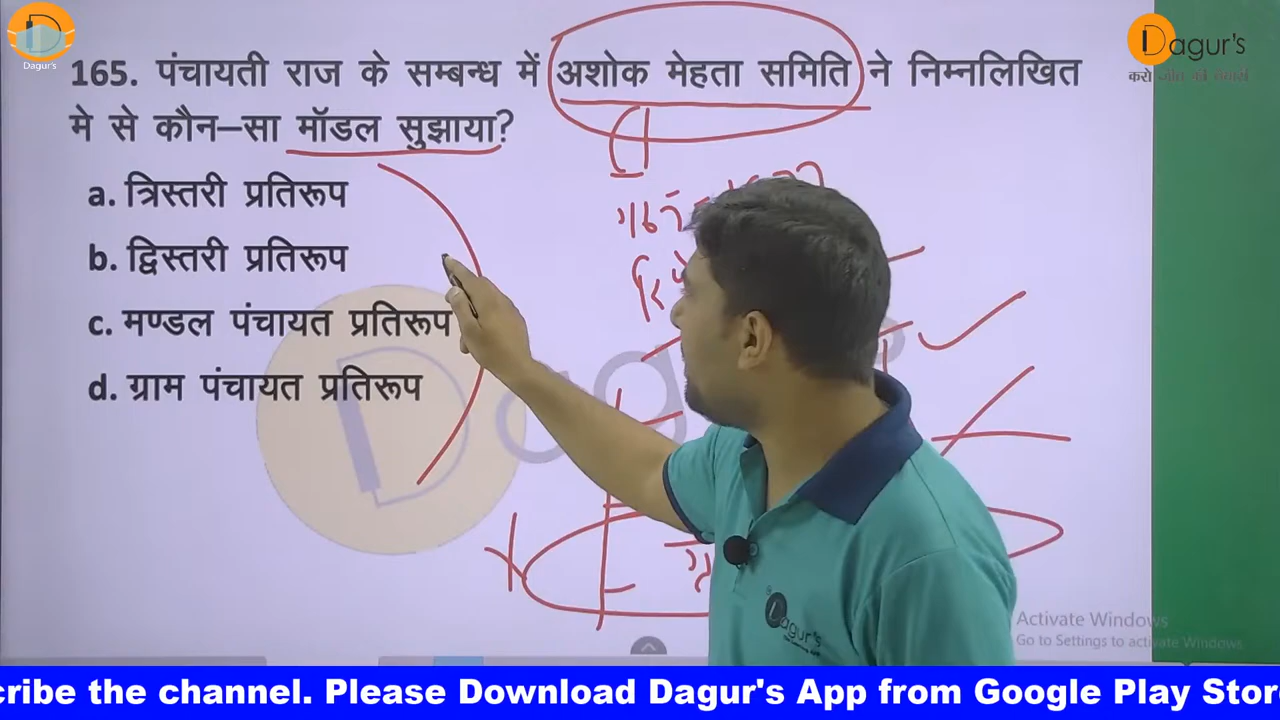 Dagur's
Dagur's
करो जीत की तैयारी
165. पंचायती राज के सम्बन्ध में अशोक मेहता समिति ने निम्नलिखित
मे से कौन–सा मॉडल सुझाया?
a. त्रिस्तरी प्रतिरूप
b. द्विस्तरी प्रतिरूप
c. मण्डल पंचायत प्रतिरूप
d. ग्राम पंचायत प्रतिरूप
Dagur's
Activate Windows
Go to Settings to activate Windows.
cribe the channel. Please Download Dagur's App from Google Play Stor